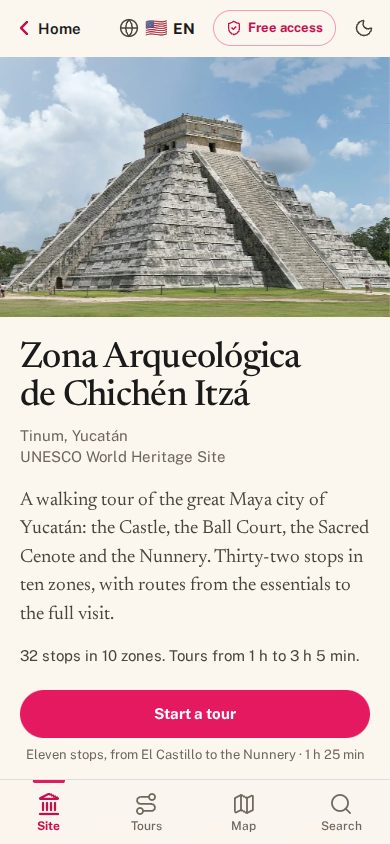 Home
EN
Free access
Zona Arqueológica
de Chichén Itzá
Tinum, Yucatán
UNESCO World Heritage Site
A walking tour of the great Maya city of
Yucatán: the Castle, the Ball Court, the Sacred
Cenote and the Nunnery. Thirty-two stops in
ten zones, with routes from the essentials to
the full visit.
32 stops in 10 zones. Tours from 1 h to 3 h 5 min.
Start a tour
Eleven stops, from El Castillo to the Nunnery · 1 h 25 min
Site
Tours
Map
Search